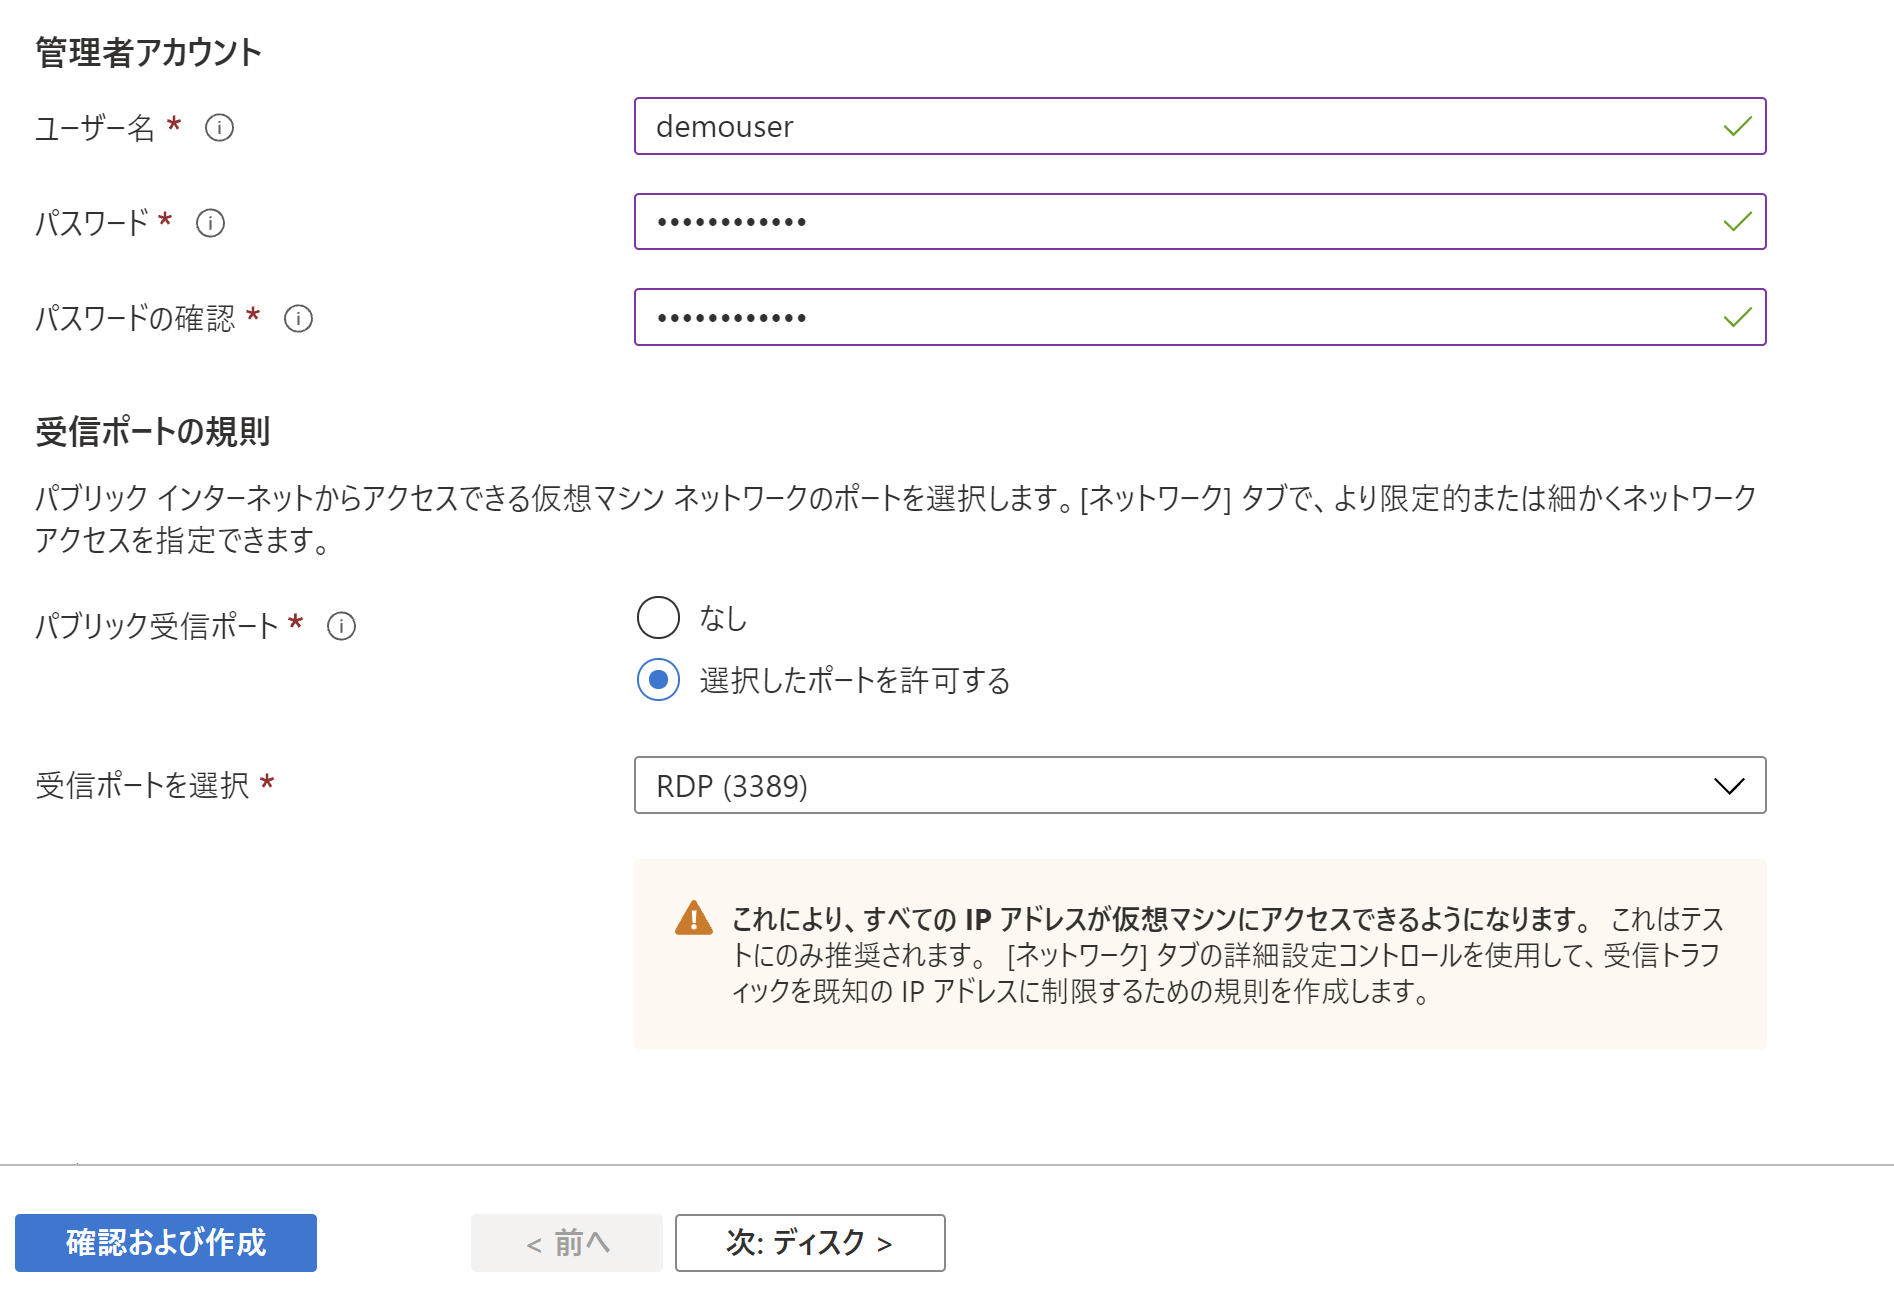 管理者アカウント
ユーザー名 *
demouser
パスワード *
••••••••••••
パスワードの確認 *
••••••••••••
受信ポートの規則
パブリック インターネットからアクセスできる仮想マシン ネットワークのポートを選択します。[ネットワーク] タブで、より限定的または細かくネットワーク
アクセスを指定できます。
パブリック受信ポート *
なし
選択したポートを許可する
受信ポートを選択 *
RDP (3389)
これにより、すべての IP アドレスが仮想マシンにアクセスできるようになります。 これはテス
トにのみ推奨されます。 [ネットワーク] タブの詳細設定コントロールを使用して、受信トラフ
ィックを既知の IP アドレスに制限するための規則を作成します。
確認および作成
< 前へ
次: ディスク >